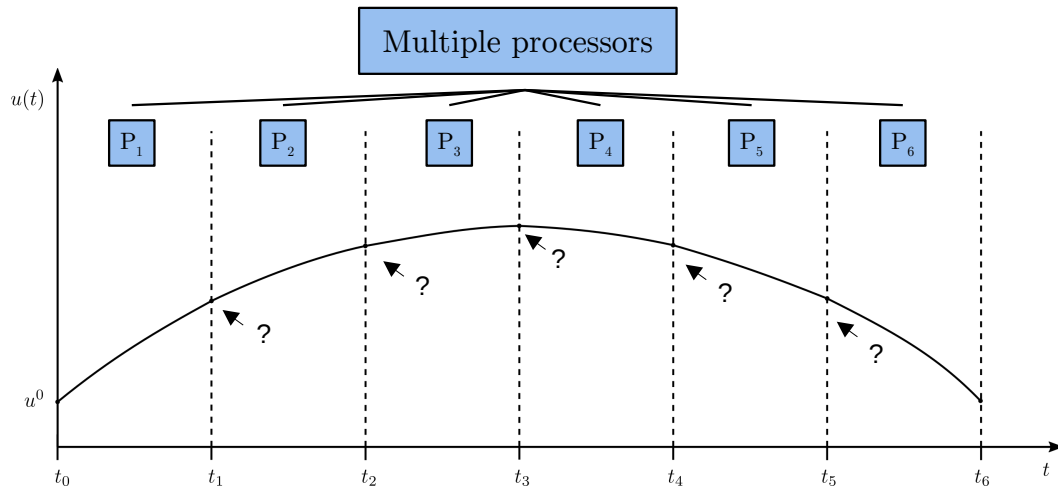 Multiple processors
u(t)
P₁ P₂ P₃ P₄ P₅ P₆
?
?
?
?
?
u⁰
t₀ t₁ t₂ t₃ t₄ t₅ t₆ t